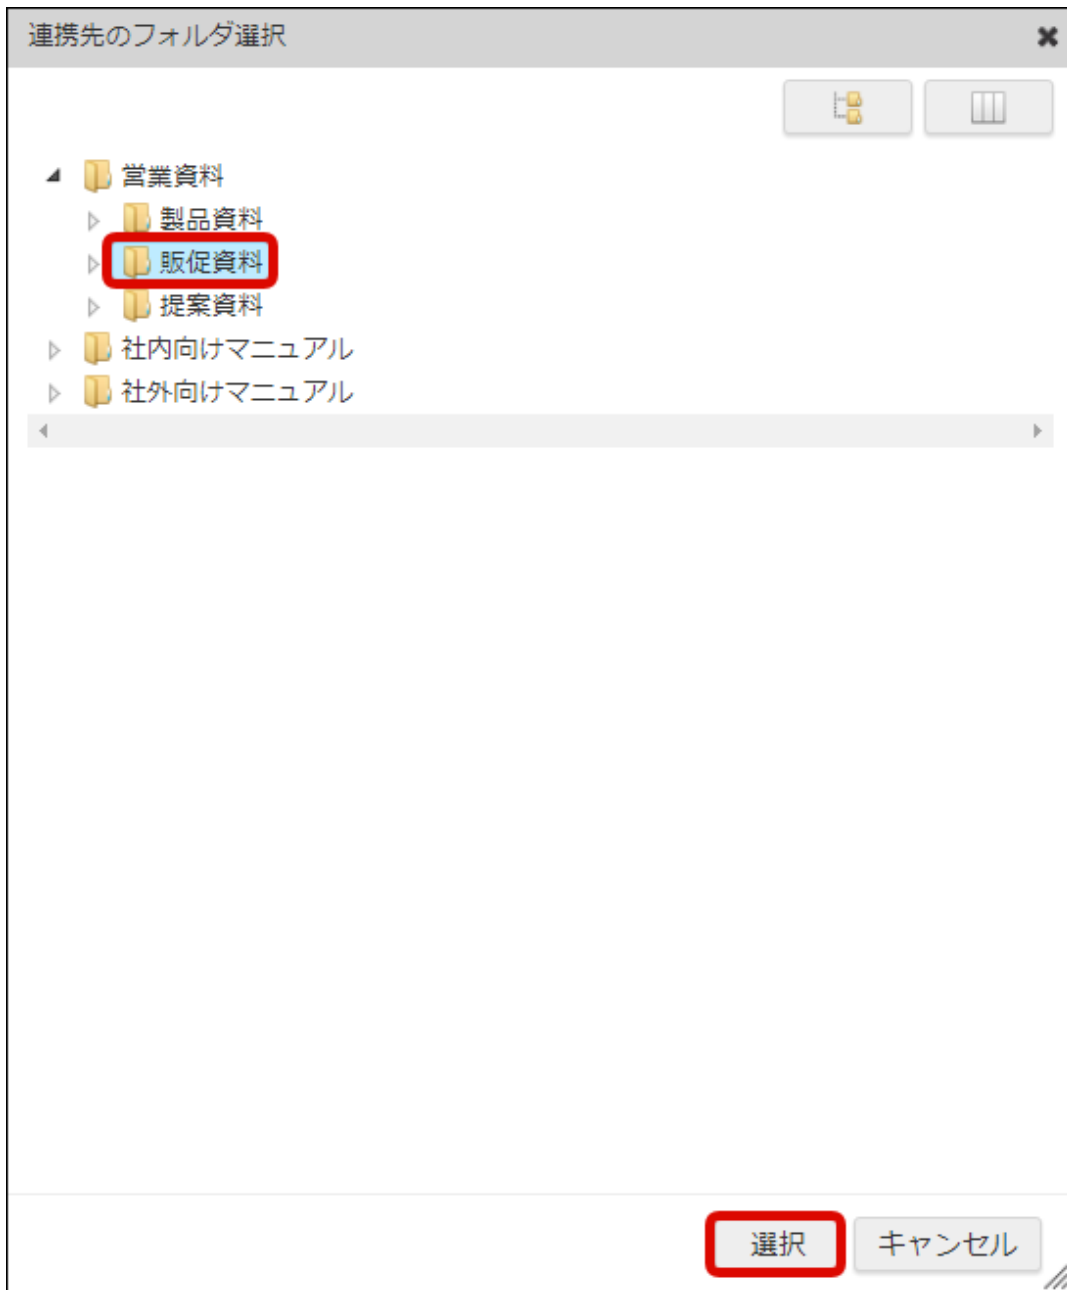 連携先のフォルダ選択
営業資料
製品資料
販促資料
提案資料
社内向けマニュアル
社外向けマニュアル
選択 キャンセル